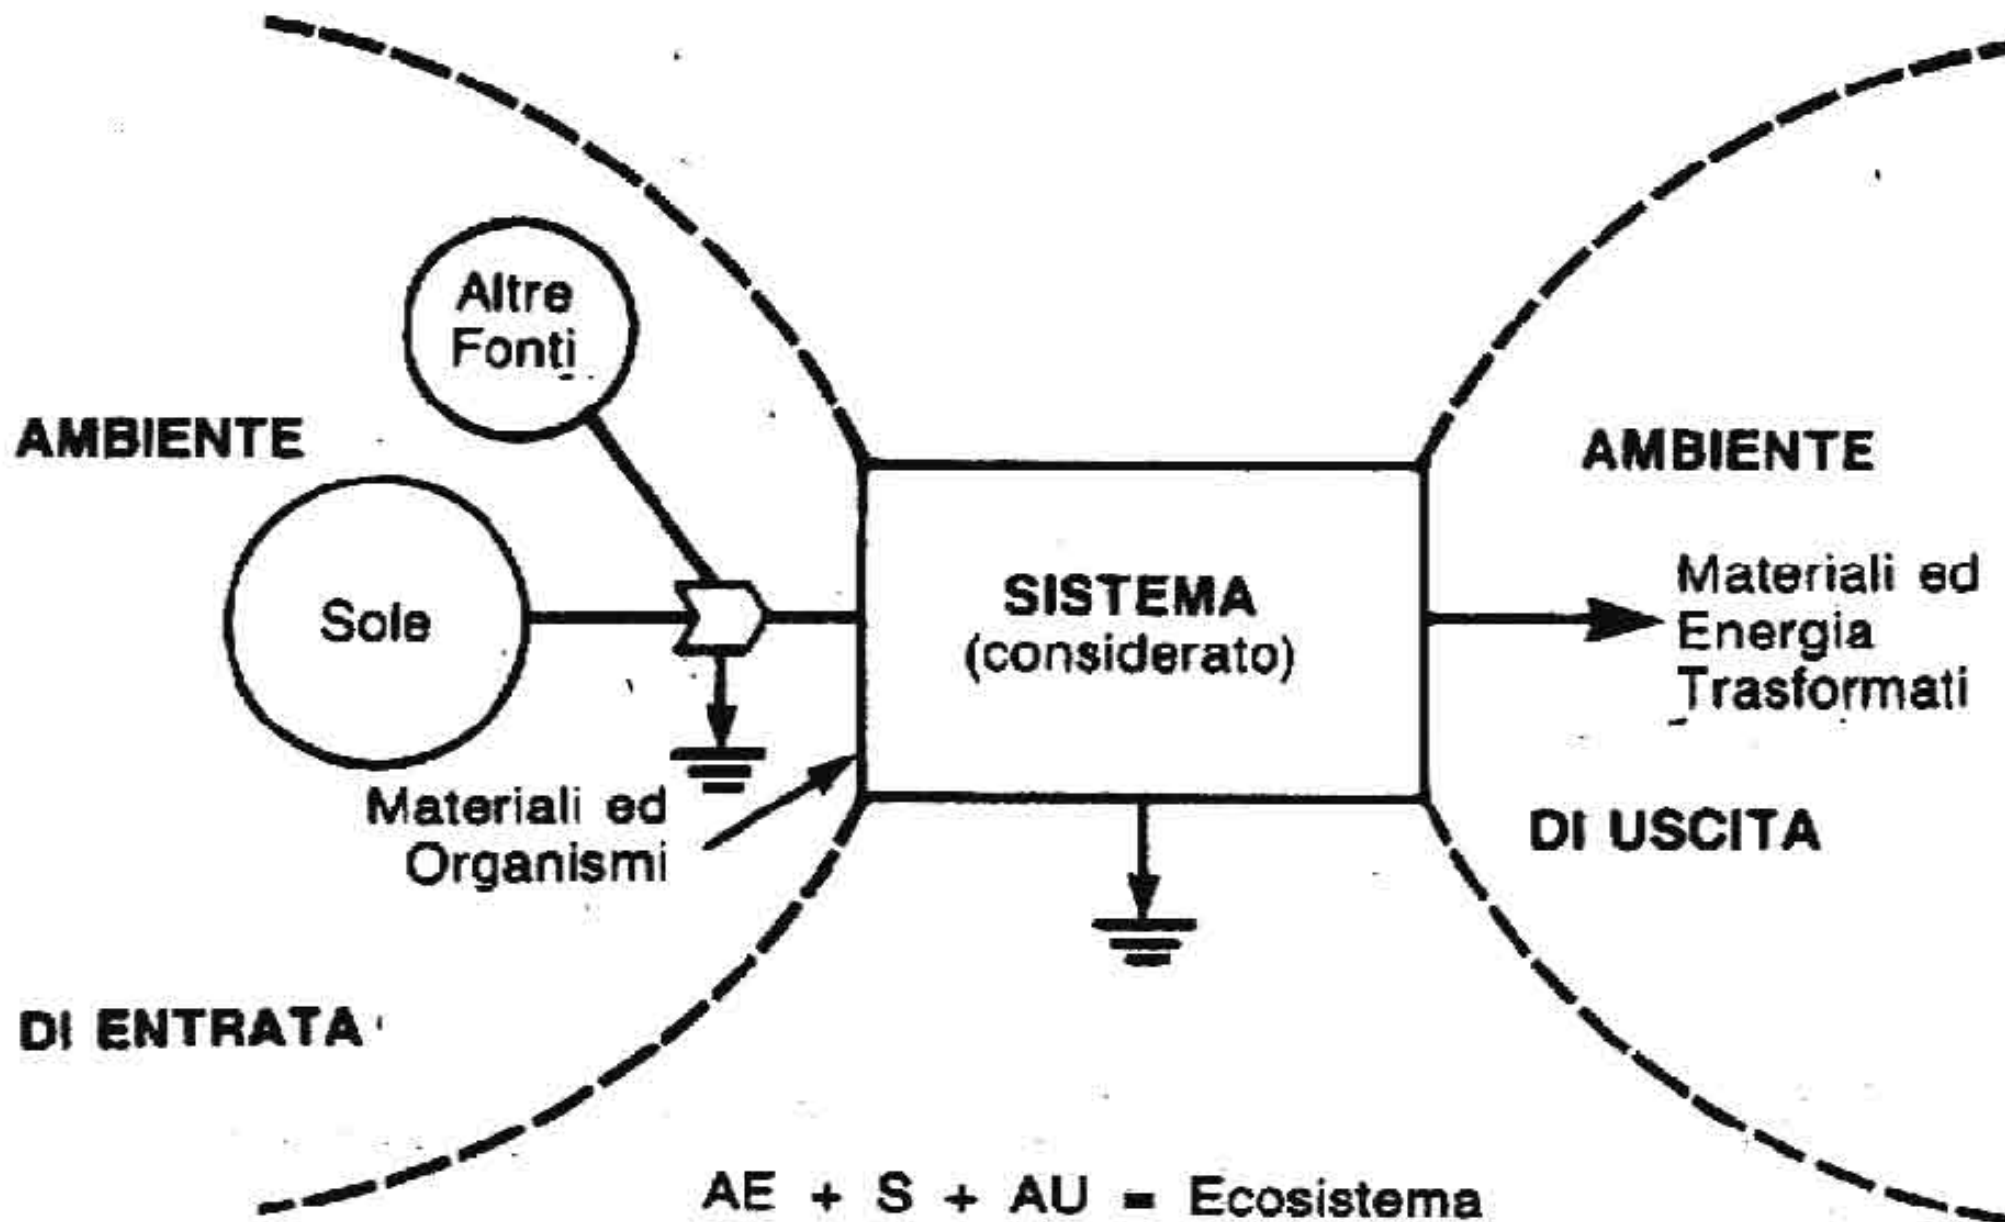 Altre
Fonti
AMBIENTE
Sole
Materiali ed
Organismi
DI ENTRATA
SISTEMA
(considerato)
AMBIENTE
Materiali ed
Energia
Trasformati
DI USCITA
AE + S + AU = Ecosistema